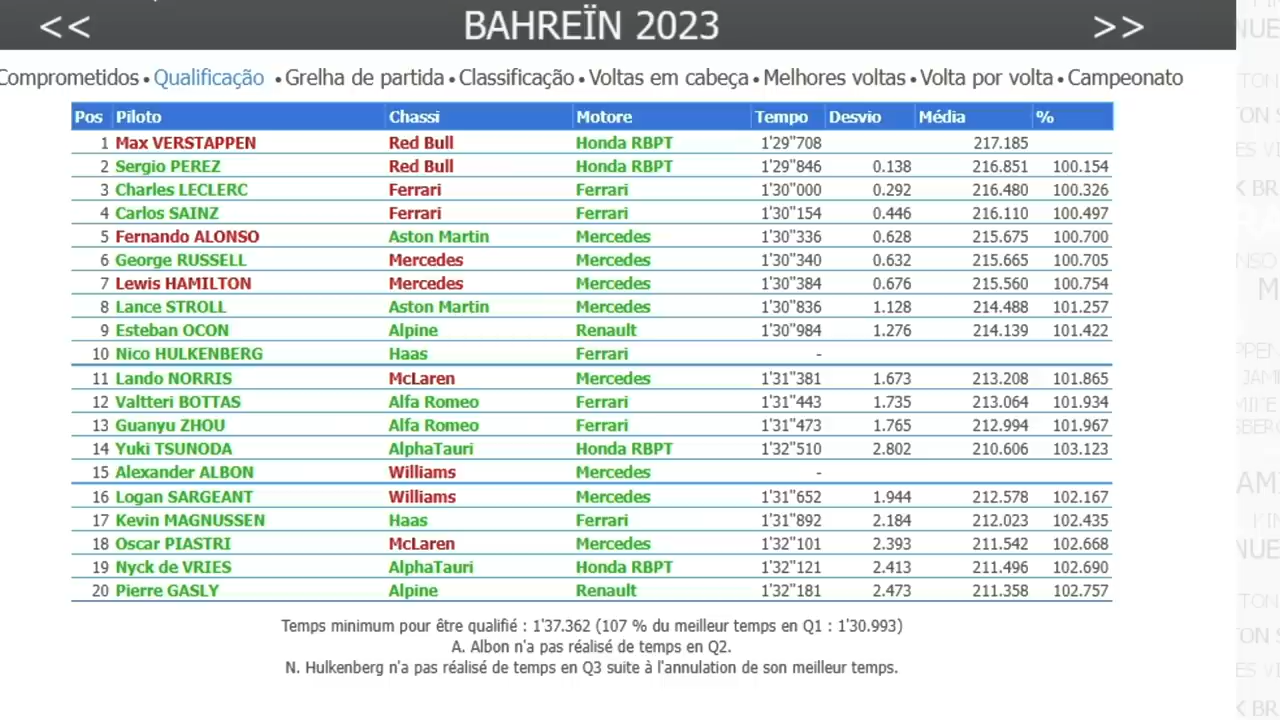 << BAHREÏN 2023 >>
Comprometidos • Qualificação • Grelha de partida • Classificação • Voltas em cabeça • Melhores voltas • Volta por volta • Campeonato
Pos Piloto Chassi Motore Tempo Desvio Média %
1 Max VERSTAPPEN Red Bull Honda RBPT 1'29"708 217.185
2 Sergio PEREZ Red Bull Honda RBPT 1'29"846 0.138 216.851 100.154
3 Charles LECLERC Ferrari Ferrari 1'30"000 0.292 216.480 100.326
4 Carlos SAINZ Ferrari Ferrari 1'30"154 0.446 216.110 100.497
5 Fernando ALONSO Aston Martin Mercedes 1'30"336 0.628 215.675 100.700
6 George RUSSELL Mercedes Mercedes 1'30"340 0.632 215.665 100.705
7 Lewis HAMILTON Mercedes Mercedes 1'30"384 0.676 215.560 100.754
8 Lance STROLL Aston Martin Mercedes 1'30"836 1.128 214.488 101.257
9 Esteban OCON Alpine Renault 1'30"984 1.276 214.139 101.422
10 Nico HULKENBERG Haas Ferrari -
11 Lando NORRIS McLaren Mercedes 1'31"381 1.673 213.208 101.865
12 Valtteri BOTTAS Alfa Romeo Ferrari 1'31"443 1.735 213.064 101.934
13 Guanyu ZHOU Alfa Romeo Ferrari 1'31"473 1.765 212.994 101.967
14 Yuki TSUNODA AlphaTauri Honda RBPT 1'32"510 2.802 210.606 103.123
15 Alexander ALBON Williams Mercedes -
16 Logan SARGEANT Williams Mercedes 1'31"652 1.944 212.578 102.167
17 Kevin MAGNUSSEN Haas Ferrari 1'31"892 2.184 212.023 102.435
18 Oscar PIASTRI McLaren Mercedes 1'32"101 2.393 211.542 102.668
19 Nyck de VRIES AlphaTauri Honda RBPT 1'32"121 2.413 211.496 102.690
20 Pierre GASLY Alpine Renault 1'32"181 2.473 211.358 102.757
Temps minimum pour être qualifié : 1'37.362 (107 % du meilleur temps en Q1 : 1'30.993)
A. Albon n'a pas réalisé de temps en Q2.
N. Hulkenberg n'a pas réalisé de temps en Q3 suite à l'annulation de son meilleur temps.